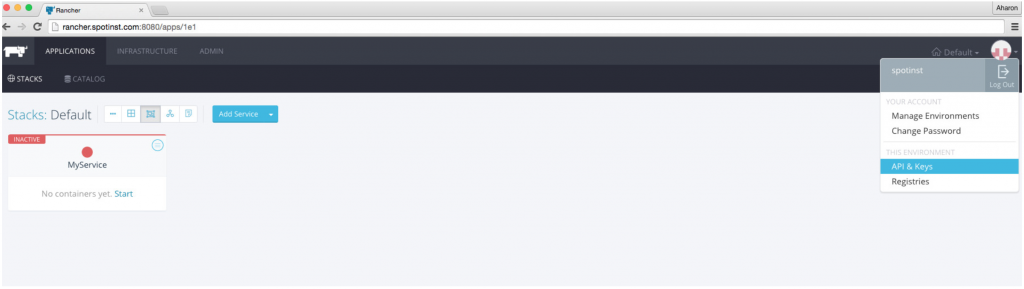 Rancher
Aharon
rancher.spotinst.com:8080/apps/1e1
APPLICATIONS INFRASTRUCTURE ADMIN Default
STACKS CATALOG
spotinst
Log Out
YOUR ACCOUNT
Manage Environments
Change Password
THIS ENVIRONMENT
API & Keys
Registries
Stacks: Default Add Service
INACTIVE
MyService
No containers yet. Start